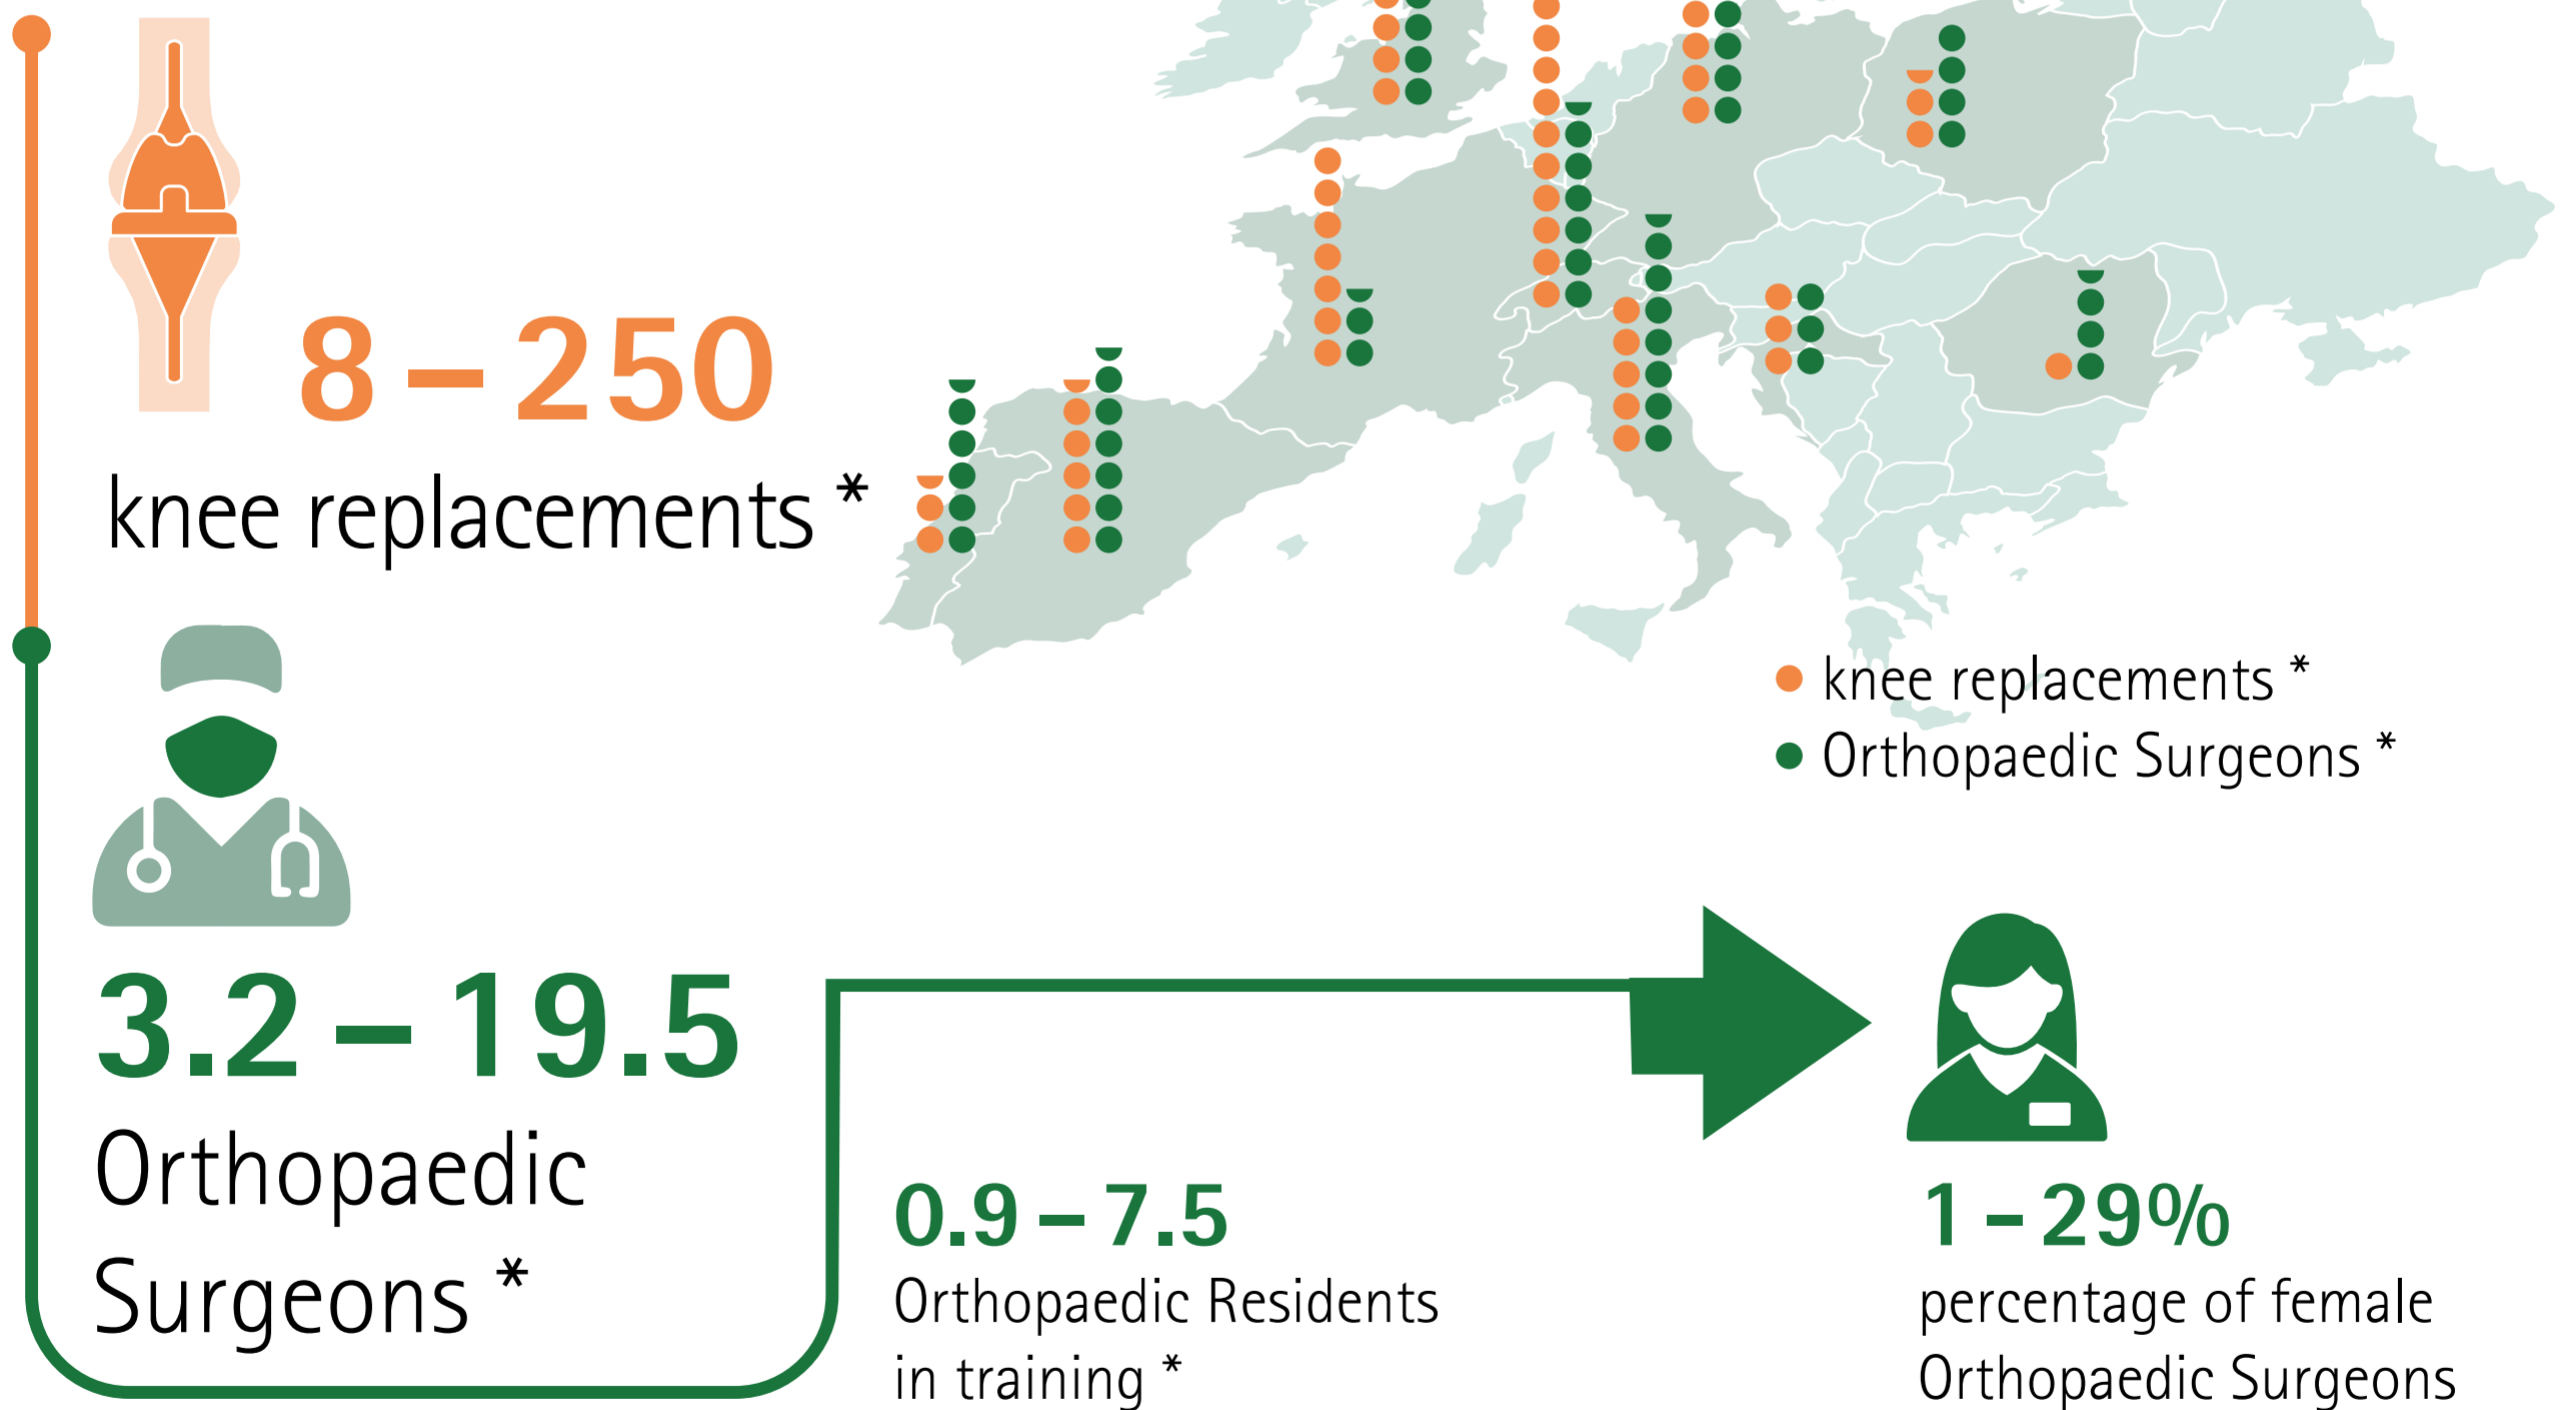 8 – 250
knee replacements *
knee replacements *
Orthopaedic Surgeons *
3.2 – 19.5
Orthopaedic
Surgeons *
0.9 – 7.5
Orthopaedic Residents
in training *
1 – 29%
percentage of female
Orthopaedic Surgeons